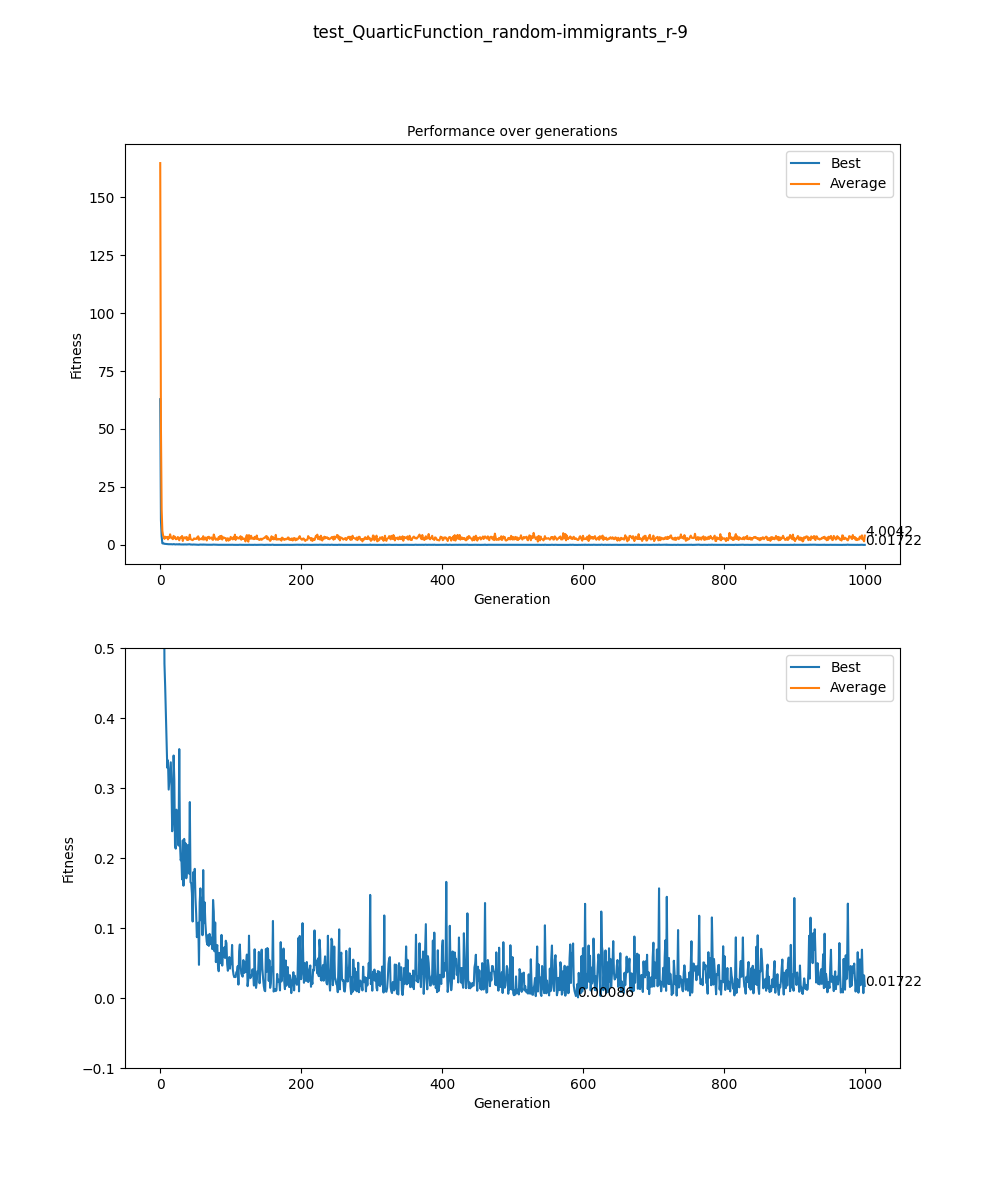 test_QuarticFunction_random-immigrants_r-9
Performance over generations
Best
Average
150
125
100
75
50
25
0
Fitness
4.0042
0.01722
0 200 400 600 800 1000
Generation
Best
Average
0.5
0.4
0.3
0.2
0.1
0.0
−0.1
Fitness
0.01722
0.00086
0 200 400 600 800 1000
Generation